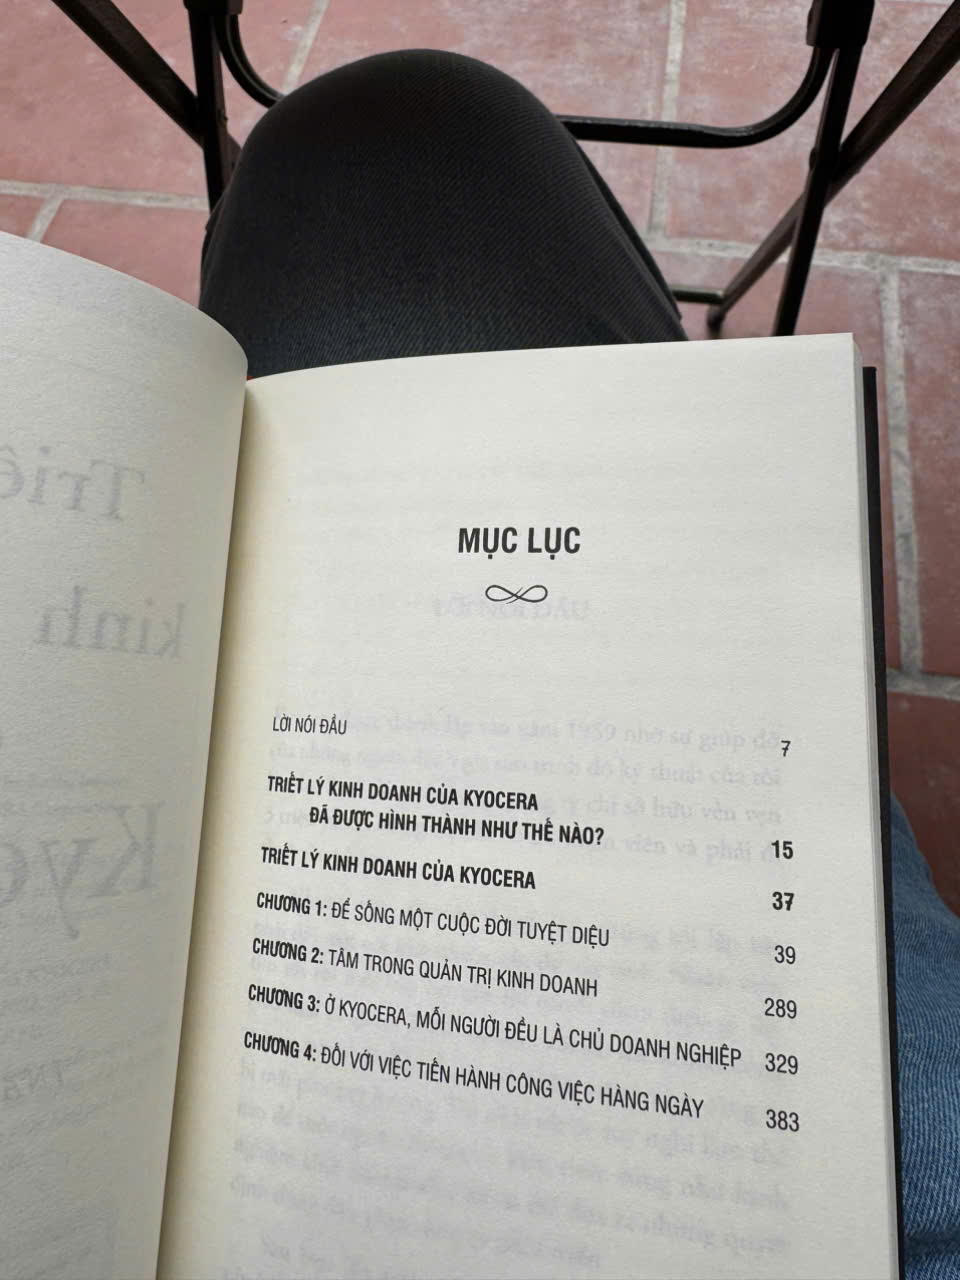 MỤC LỤC
LỜI NÓI ĐẦU 7
TRIẾT LÝ KINH DOANH CỦA KYOCERA
ĐÃ ĐƯỢC HÌNH THÀNH NHƯ THẾ NÀO? 15
TRIẾT LÝ KINH DOANH CỦA KYOCERA 37
CHƯƠNG 1: ĐỂ SỐNG MỘT CUỘC ĐỜI TUYỆT DIỆU 39
CHƯƠNG 2: TÂM TRONG QUẢN TRỊ KINH DOANH 289
CHƯƠNG 3: Ở KYOCERA, MỖI NGƯỜI ĐỀU LÀ CHỦ DOANH NGHIỆP 329
CHƯƠNG 4: ĐỐI VỚI VIỆC TIẾN HÀNH CÔNG VIỆC HÀNG NGÀY 383